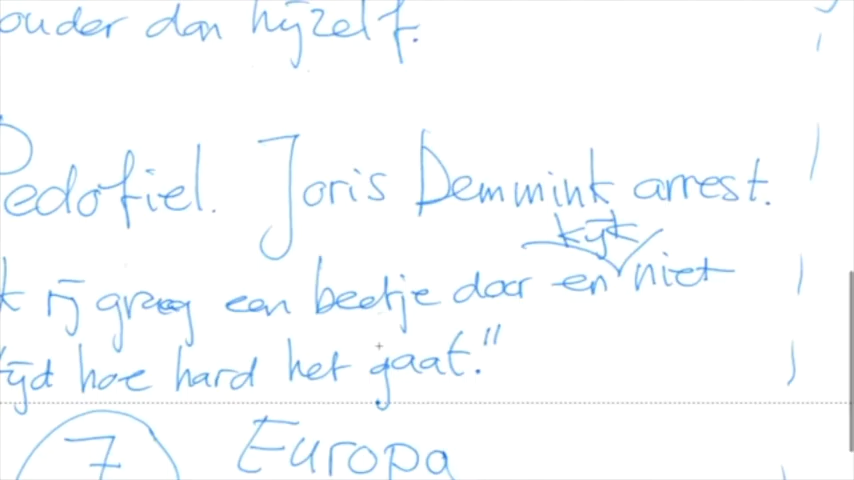 ouder dan hijzelf.
Pedofiel. Joris Demmink arrest.
kijk
k rij graag een beetje door en niet
tijd hoe hard het gaat."
7 Europa